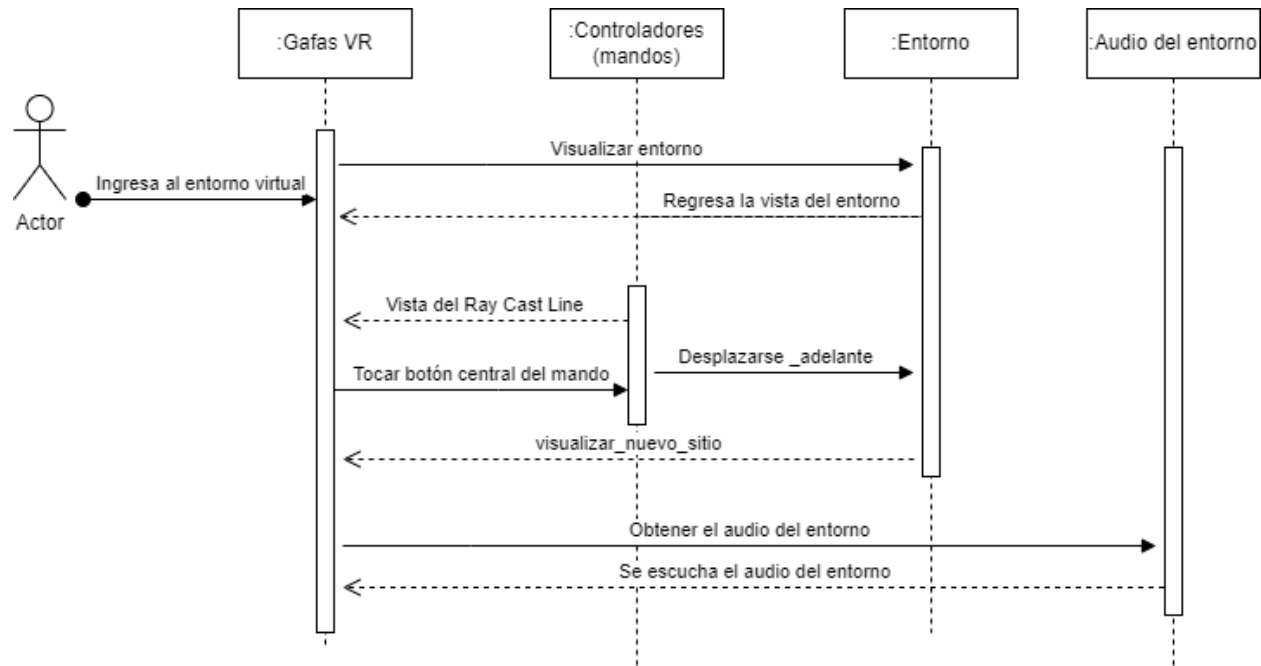 :Gafas VR
:Controladores
(mandos)
:Entorno
:Audio del entorno
Visualizar entorno
Ingresa al entorno virtual
Regresa la vista del entorno
Actor
Vista del Ray Cast Line
Desplazarse _adelante
Tocar botón central del mando
visualizar_nuevo_sitio
Obtener el audio del entorno
Se escucha el audio del entorno